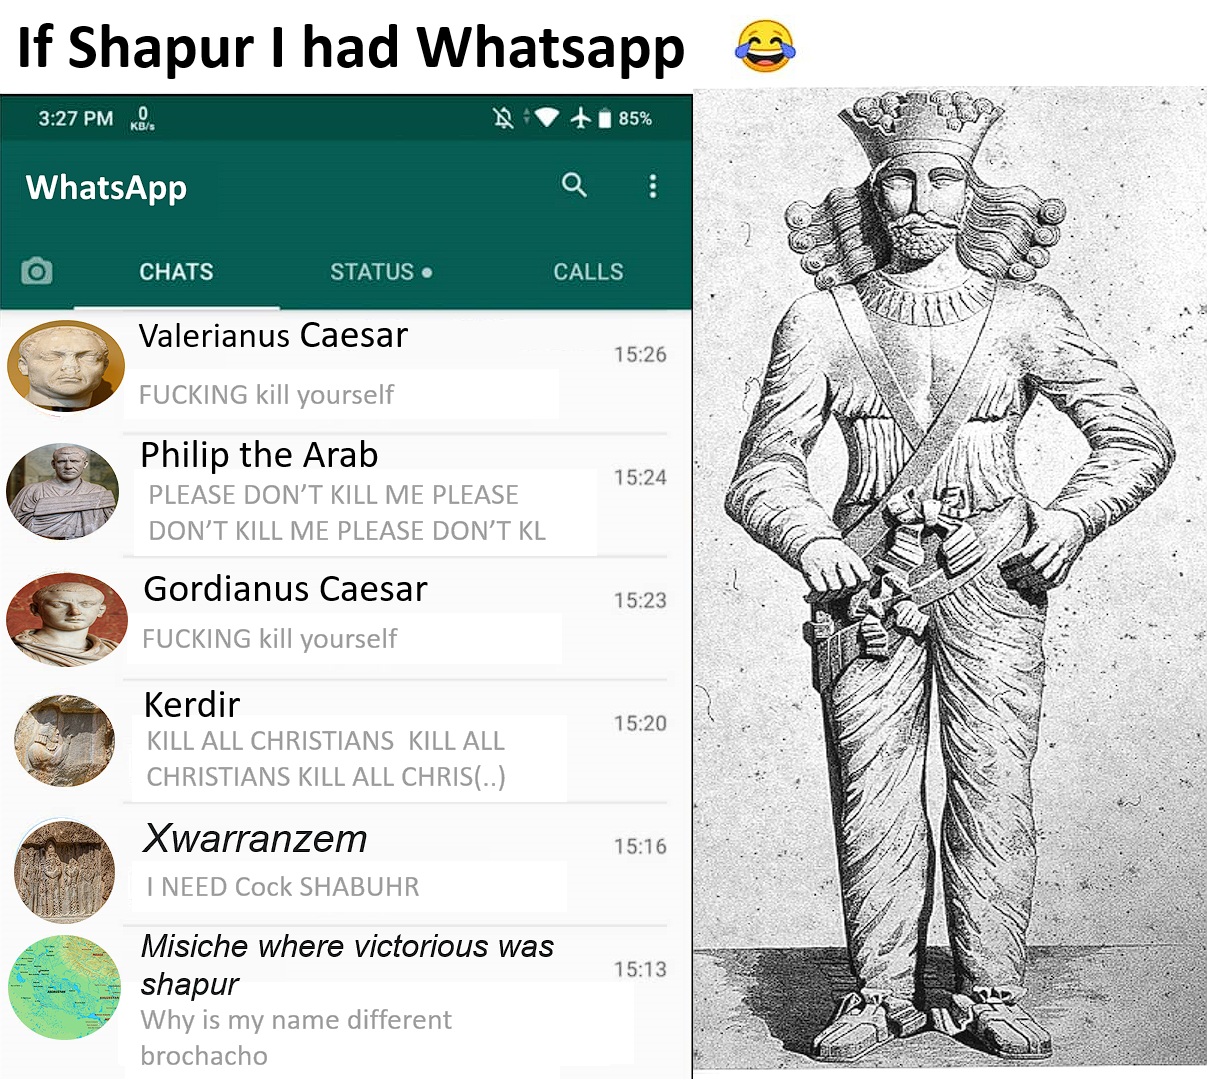 If Shapur I had Whatsapp 😂
3:27 PM 0 KB/s 85%
WhatsApp
CHATS STATUS CALLS
Valerianus Caesar
15:26
FUCKING kill yourself
Philip the Arab
15:24
PLEASE DON’T KILL ME PLEASE
DON’T KILL ME PLEASE DON’T KL
Gordianus Caesar
15:23
FUCKING kill yourself
Kerdir
15:20
KILL ALL CHRISTIANS  KILL ALL
CHRISTIANS KILL ALL CHRIS(..)
Xwarranzem
15:16
I NEED Cock SHABUHR
Misiche where victorious was
shapur
15:13
Why is my name different
brochacho